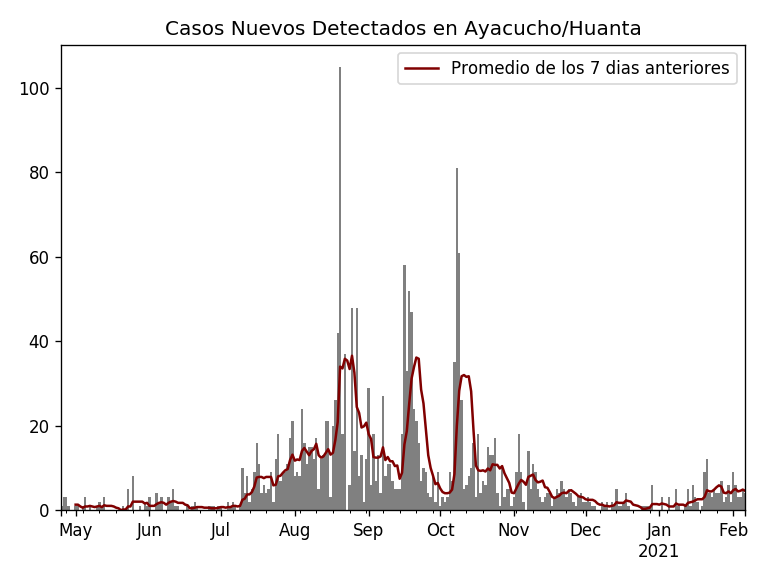 Casos Nuevos Detectados en Ayacucho/Huanta
Promedio de los 7 dias anteriores
100
80
60
40
20
0
May Jun Jul Aug Sep Oct Nov Dec Jan Feb
2021